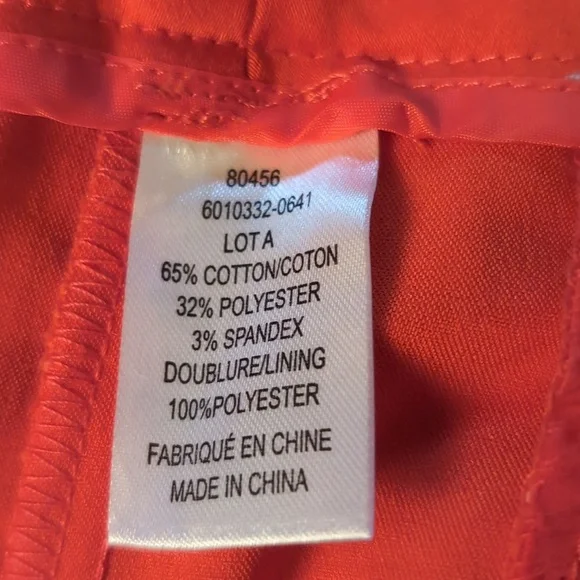 80456
6010332-0641
LOT A
65% COTTON/COTON
32% POLYESTER
3% SPANDEX
DOUBLURE/LINING
100%POLYESTER
FABRIQUÉ EN CHINE
MADE IN CHINA